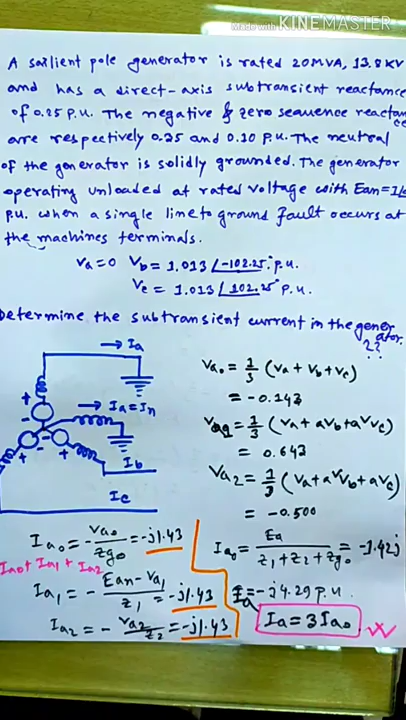 made with KINEMASTER
A sailient pole generator is rated 20MVA, 13.8KV
and has a direct-axis subtransient reactance
of 0.25 P.U. The negative & zero sequence reactance
are respectively 0.35 and 0.10 P.U. The neutral
of the generator is solidly grounded. The generator
operating unloaded at rated voltage with Ean=1/0
P.U. when a single line to ground fault occurs at
the machines terminals.
Va=0 Vb=1.013/-102.25° P.U.
Vc=1.013/102.25° P.U.
Determine the subtransient current in the generator.
??
→ Ia
+
-
→ Ia=In
Ib
Ic
Va0 = 1/3 (Va+Vb+Vc)
= -0.143
Va1 = 1/3 (Va+aVb+a²Vc)
= 0.643
Va2 = 1/3 (Va+a²Vb+aVc)
= -0.500
Ia0 = -Va0/Zg0 = -j1.43
Ia0 + Ia1 + Ia2
Ia1 = - Ean-Va1/Z1 = -j1.43
Ia2 = - Va2/Z2 = -j1.43
Ia0 = Ea/Z1+Z2+Zg0 = -1.42j
Ia=-j4.29 P.U.
Ia=3Ia0